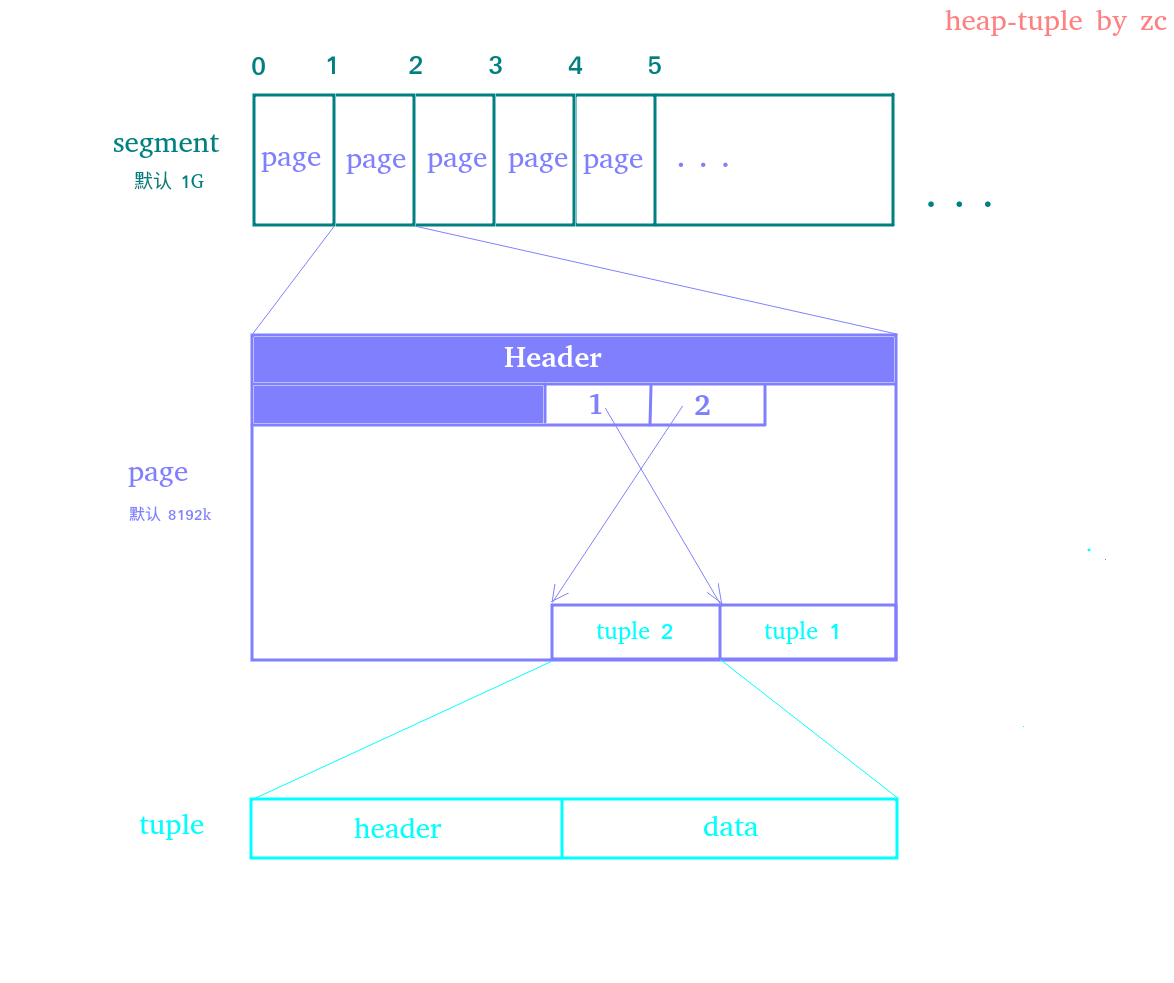 heap-tuple by zc
0 1 2 3 4 5
segment
默认 1G
page page page page page . . .
. . .
Header
1 2
page
默认 8192k
tuple 2 tuple 1
tuple
header data